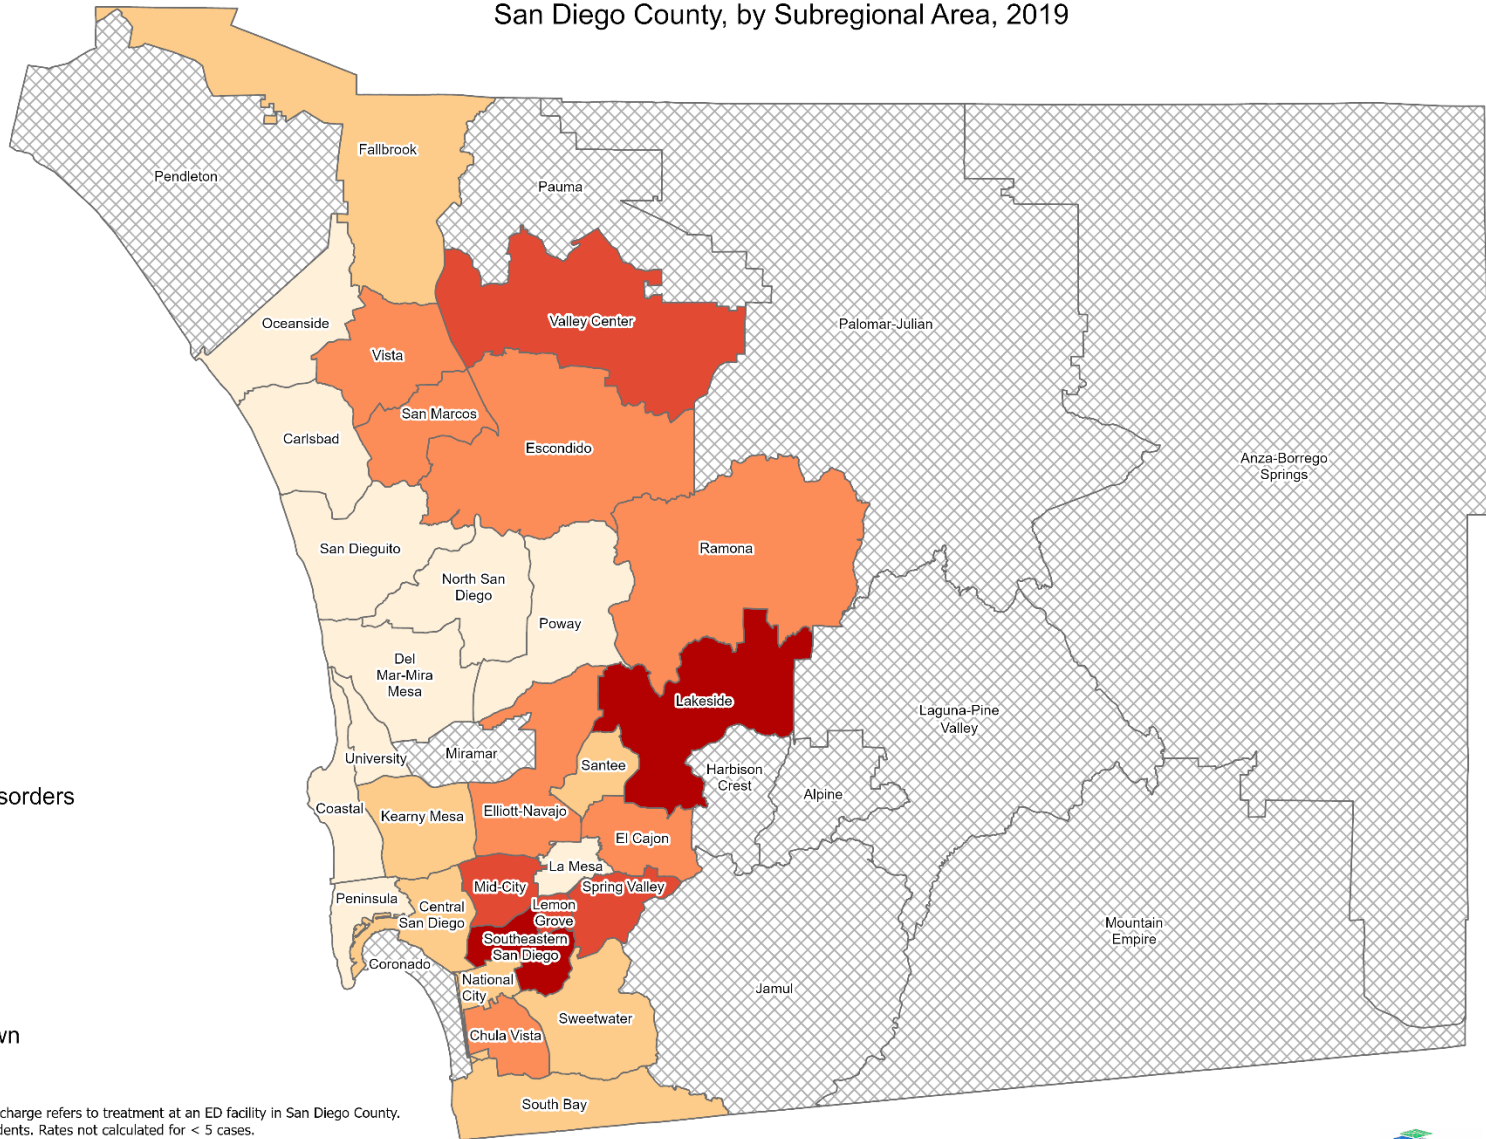 San Diego County, by Subregional Area, 2019
Fallbrook
Pendleton
Pauma
Oceanside
Valley Center
Palomar-Julian
Vista
San Marcos
Carlsbad
Escondido
Anza-Borrego
Springs
San Dieguito
Ramona
North San
Diego
Poway
Del
Mar-Mira
Mesa
Lakeside
Laguna-Pine
Valley
University
Miramar
Santee
Harbison
Crest
Alpine
sorders
Coastal
Kearny Mesa
Elliott-Navajo
El Cajon
La Mesa
Mid-City
Spring Valley
Peninsula
Central
San Diego
Lemon
Grove
Southeastern
San Diego
Mountain
Empire
Coronado
National
City
Jamul
Sweetwater
Chula Vista
wn
South Bay
charge refers to treatment at an ED facility in San Diego County.
dents. Rates not calculated for < 5 cases.